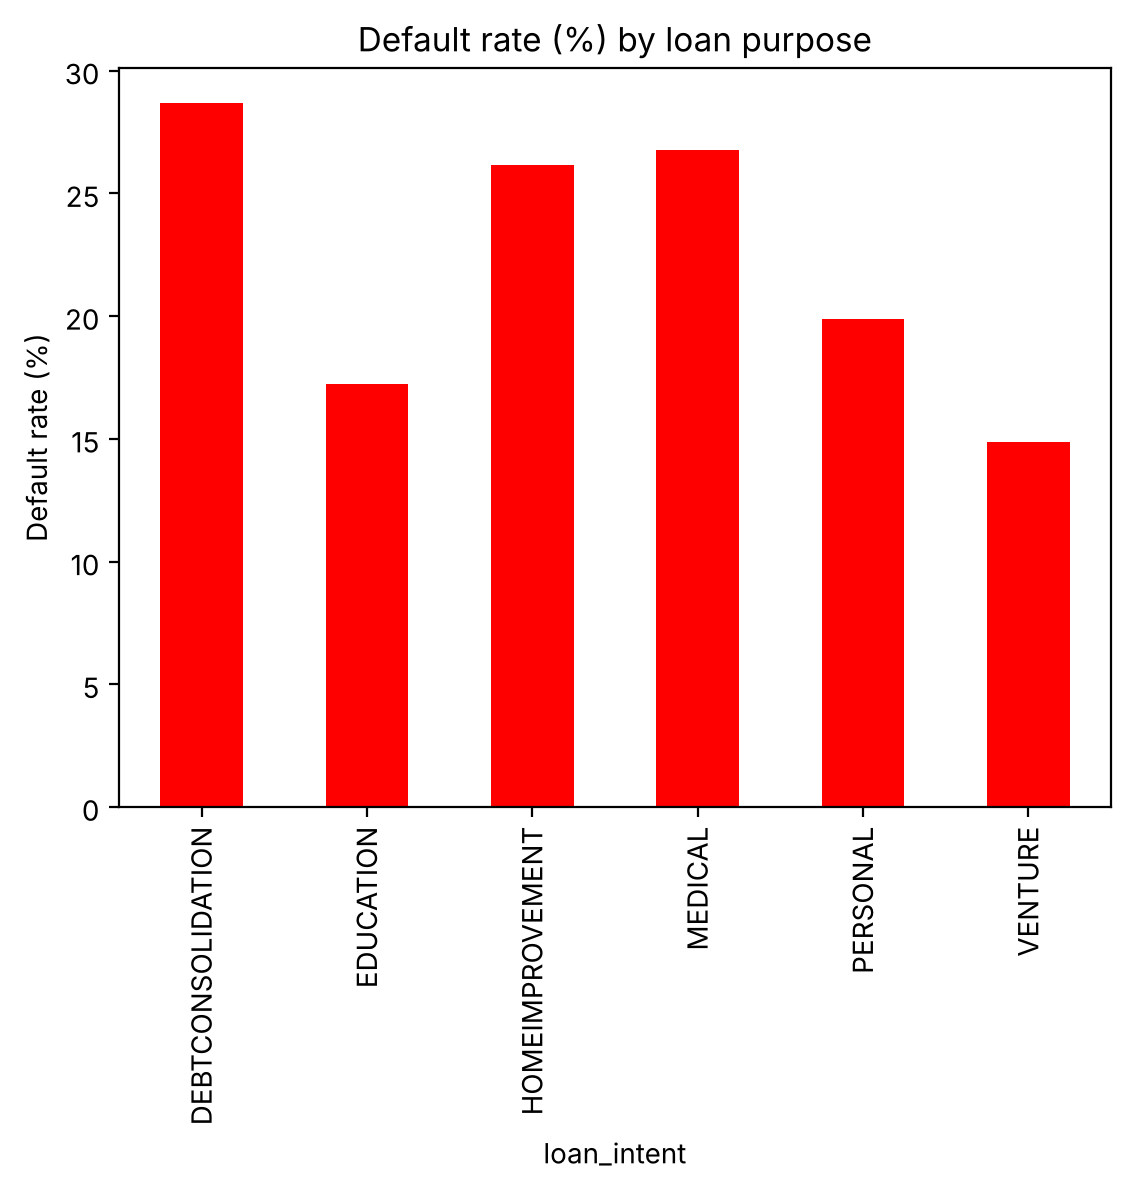 Default rate (%) by loan purpose
Default rate (%)
30
25
20
15
10
5
0
DEBTCONSOLIDATION
EDUCATION
HOMEIMPROVEMENT
MEDICAL
PERSONAL
VENTURE
loan_intent